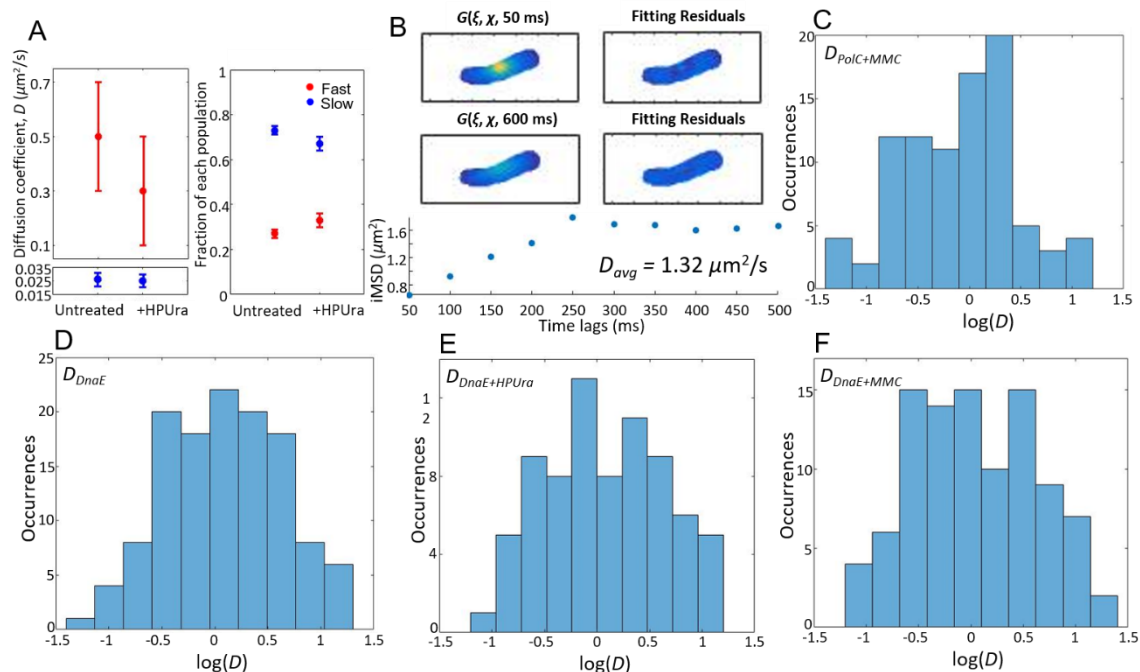 A
Diffusion coefficient, D (μm²/s)
0.7
0.5
0.3
0.1
0.035
0.025
0.015
Untreated
+HPUra
Fraction of each population
1
0.8
0.6
0.4
0.2
0
Fast
Slow
Untreated
+HPUra
B
G(ξ, χ, 50 ms)
Fitting Residuals
G(ξ, χ, 600 ms)
Fitting Residuals
iMSD (μm²)
1.6
1.2
0.8
D_avg = 1.32 μm²/s
50 100 150 200 250 300 350 400 450 500
Time lags (ms)
C
D_PolC+MMC
Occurrences
20
15
10
5
0
-1.5 -1 -0.5 0 0.5 1 1.5
log(D)
D
D_DnaE
Occurrences
25
20
15
10
5
0
-1.5 -1 -0.5 0 0.5 1 1.5
log(D)
E
D_DnaE+HPUra
Occurrences
1
2
8
4
-1.5 -1 -0.5 0 0.5 1 1.5
log(D)
F
D_DnaE+MMC
Occurrences
15
10
5
0
-1.5 -1 -0.5 0 0.5 1 1.5
log(D)